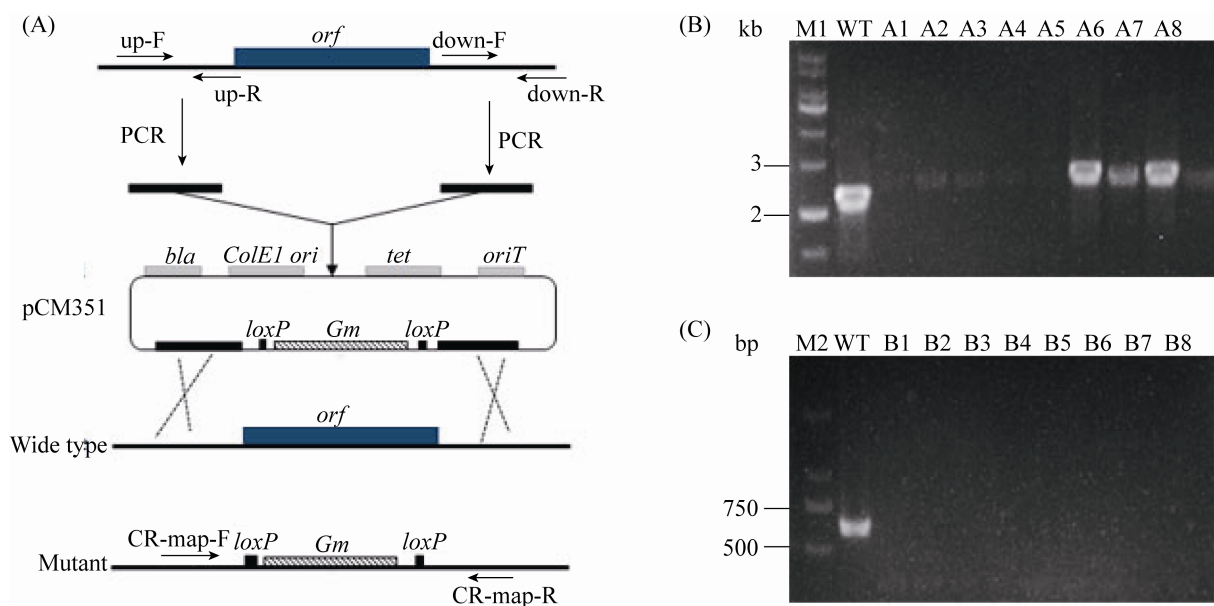 (A)
up-F
orf
down-F
up-R
down-R
PCR
PCR
bla
ColE1 ori
tet
oriT
pCM351
loxP
Gm
loxP
orf
Wide type
CR-map-F
loxP
Gm
loxP
Mutant
CR-map-R
(B)
kb
M1 WT A1 A2 A3 A4 A5 A6 A7 A8
3
2
(C)
bp
M2 WT B1 B2 B3 B4 B5 B6 B7 B8
750
500